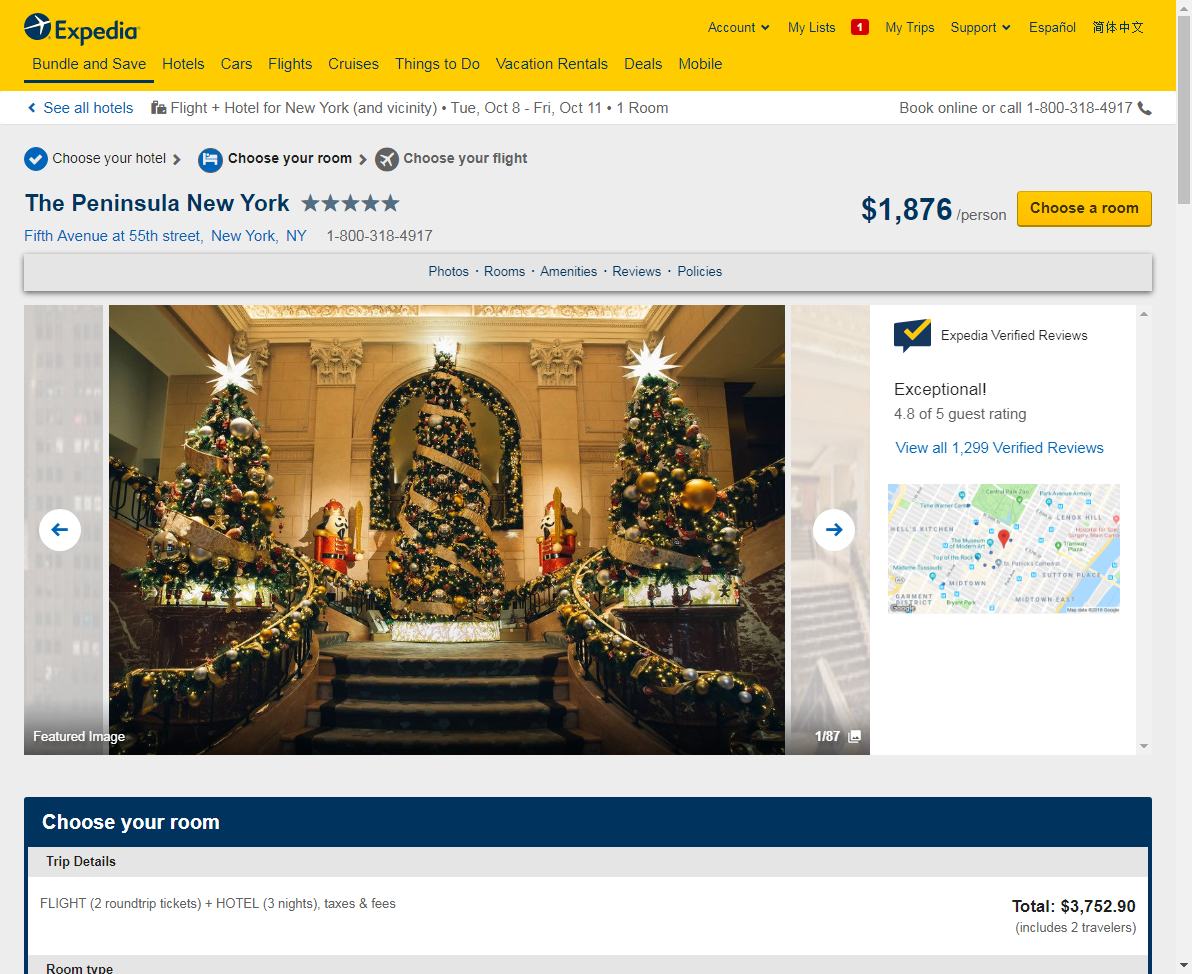 Expedia
Account My Lists 1 My Trips Support Español 简体中文
Bundle and Save Hotels Cars Flights Cruises Things to Do Vacation Rentals Deals Mobile
See all hotels Flight + Hotel for New York (and vicinity) • Tue, Oct 8 - Fri, Oct 11 • 1 Room Book online or call 1-800-318-4917
Choose your hotel Choose your room Choose your flight
The Peninsula New York
$1,876 /person Choose a room
Fifth Avenue at 55th street, New York, NY 1-800-318-4917
Photos · Rooms · Amenities · Reviews · Policies
Expedia Verified Reviews
Exceptional!
4.8 of 5 guest rating
View all 1,299 Verified Reviews
Central Park Zoo
Park Avenue Armory
Time Warner Center
LENOX HILL
HELL'S KITCHEN
Hospital for Special
Surgery, Main Camp
The Museum
of Modern Art
Tramway
Plaza
Top of the Rock
St. Patrick's Cathedral
Madame Tussauds
SUTTON PLACE
MIDTOWN
GARMENT
DISTRICT
Bryant Park
MIDTOWN EAST
Google
Map data ©2019 Google
Featured Image 1/87
Choose your room
Trip Details
FLIGHT (2 roundtrip tickets) + HOTEL (3 nights), taxes & fees
Total: $3,752.90
(includes 2 travelers)
Room type